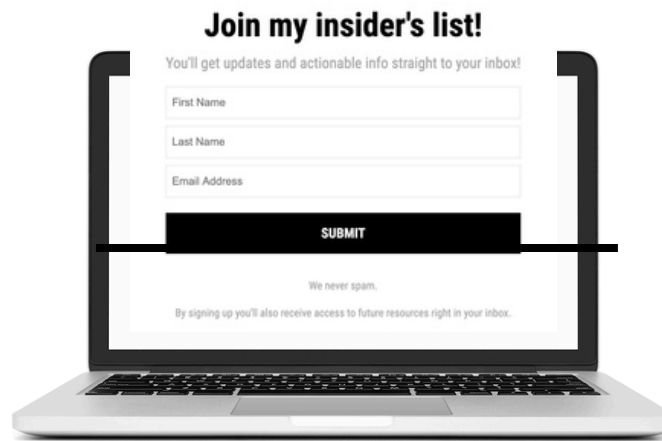 Join my insider's list!
You'll get updates and actionable info straight to your inbox!
First Name
Last Name
Email Address
SUBMIT
We never spam.
By signing up you'll also receive access to future resources right in your inbox.